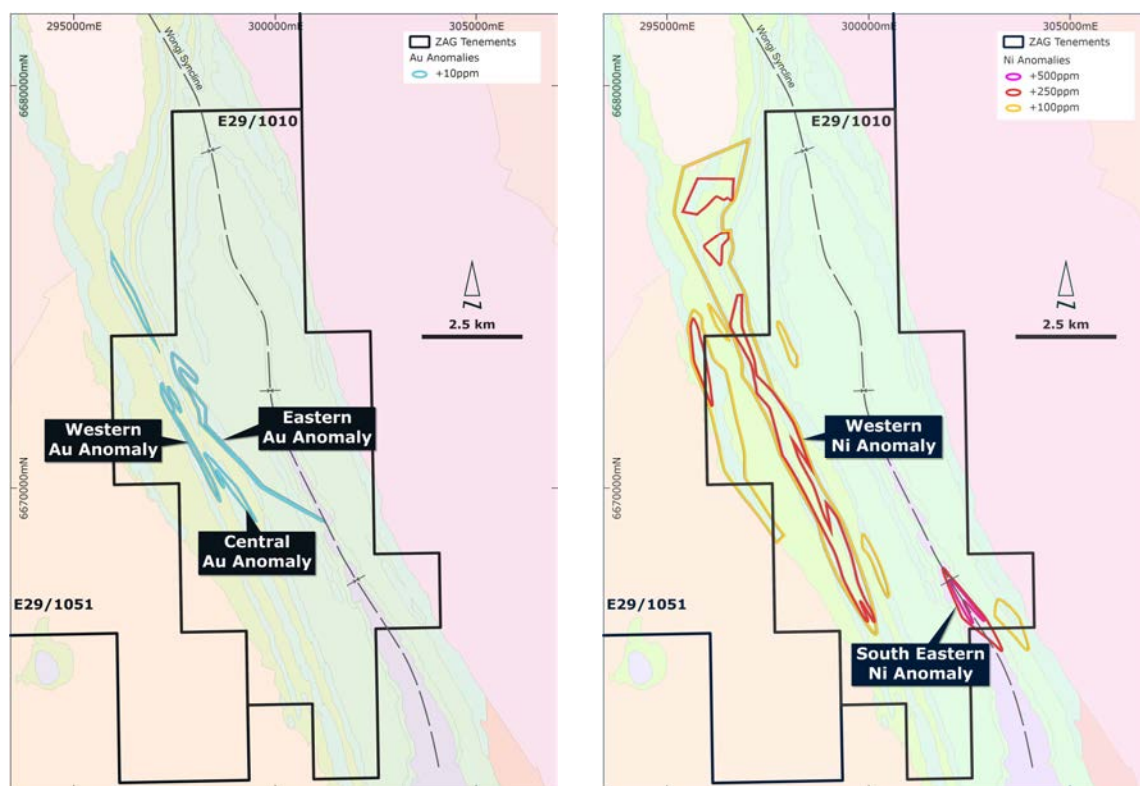 295000mE
300000mE
305000mE
Wongi Syncline
ZAG Tenements
Au Anomalies
+10ppm
6680000mN
E29/1010
Z
2.5 km
Western
Au Anomaly
Eastern
Au Anomaly
6670000mN
Central
Au Anomaly
E29/1051
295000mE
300000mE
305000mE
Wongi Syncline
ZAG Tenements
Ni Anomalies
+500ppm
+250ppm
+100ppm
6680000mN
E29/1010
Z
2.5 km
Western
Ni Anomaly
6670000mN
E29/1051
South Eastern
Ni Anomaly